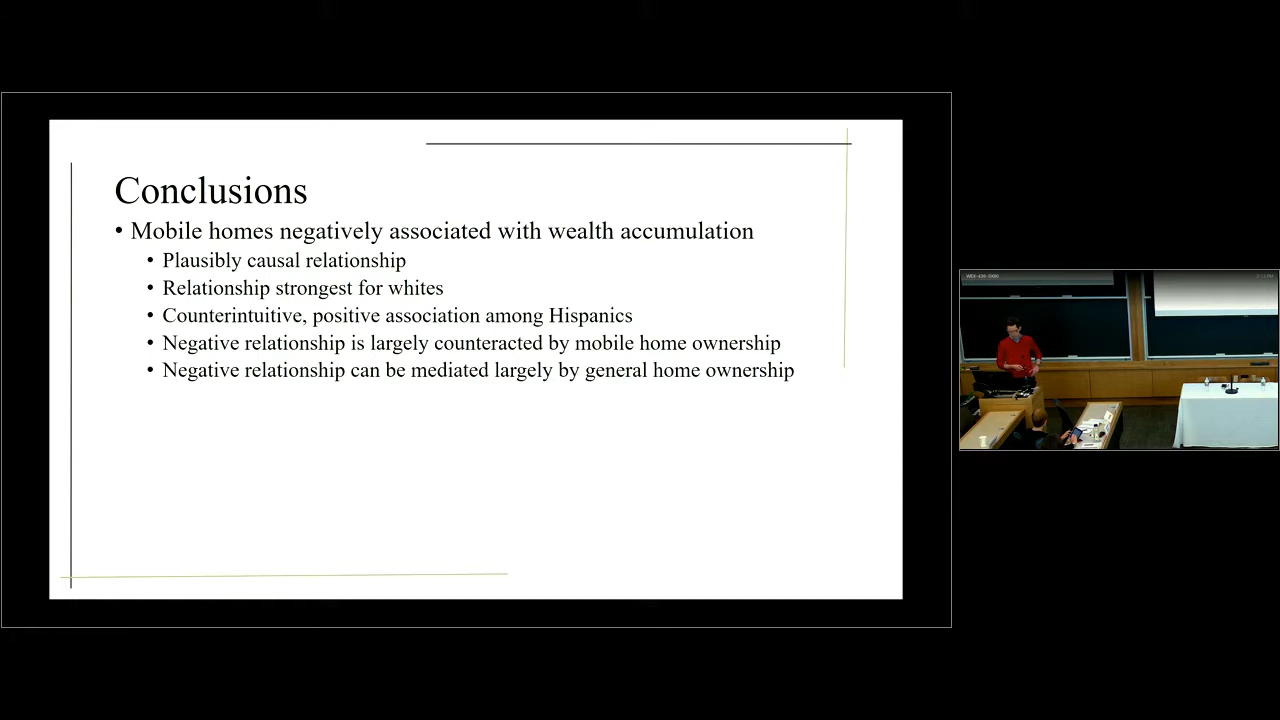 Conclusions
• Mobile homes negatively associated with wealth accumulation
• Plausibly causal relationship
• Relationship strongest for whites
• Counterintuitive, positive association among Hispanics
• Negative relationship is largely counteracted by mobile home ownership
• Negative relationship can be mediated largely by general home ownership